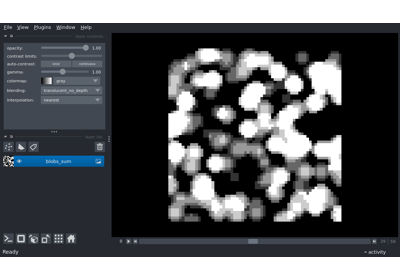 File View Plugins Window Help
opacity: 1.00
contrast limits:
auto-contrast: once continuous
gamma: 1.00
colormap: gray
blending: translucent_no_depth
interpolation: nearest
blobs_sum
Ready
activity